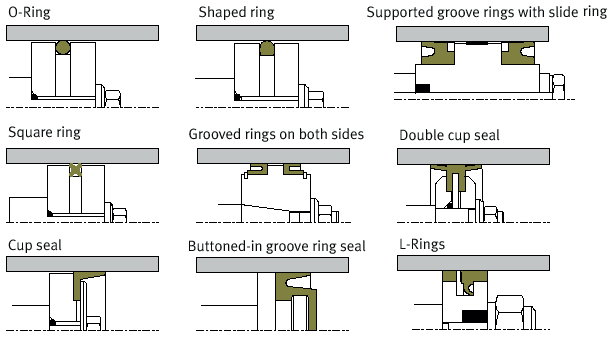 O-Ring
Shaped ring
Supported groove rings with slide ring
Square ring
Grooved rings on both sides
Double cup seal
Cup seal
Buttoned-in groove ring seal
L-Rings